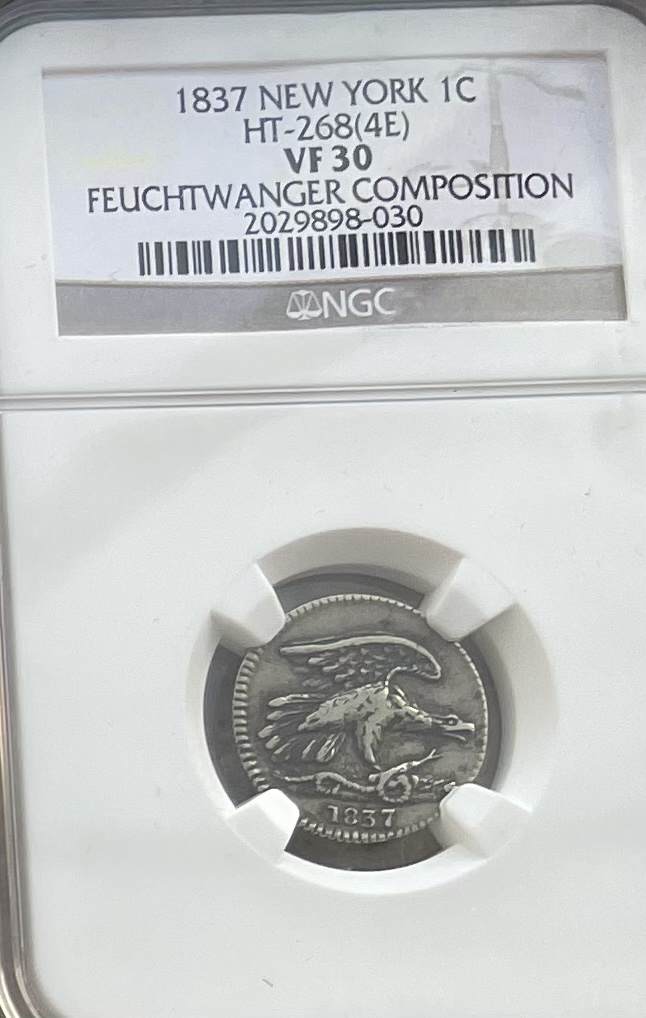 1837 NEW YORK 1C
HT-268(4E)
VF 30
FEUCHTWANGER COMPOSITION
2029898-030
NGC
1837